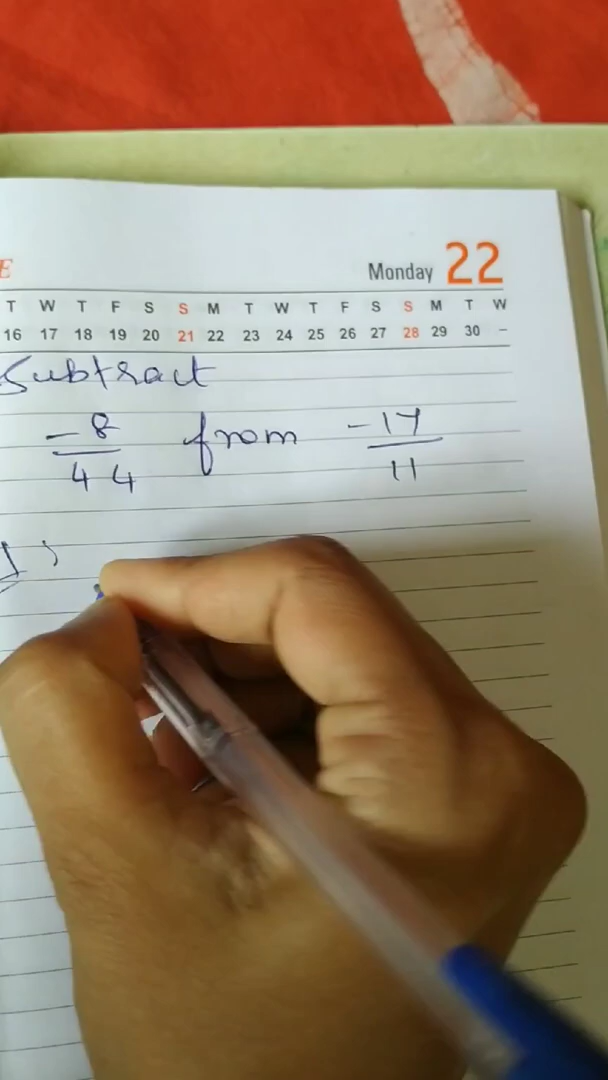 E
Monday 22
T W T F S S M T W T F S S M T W
16 17 18 19 20 21 22 23 24 25 26 27 28 29 30 –
Subtract
-8/44 from -17/11